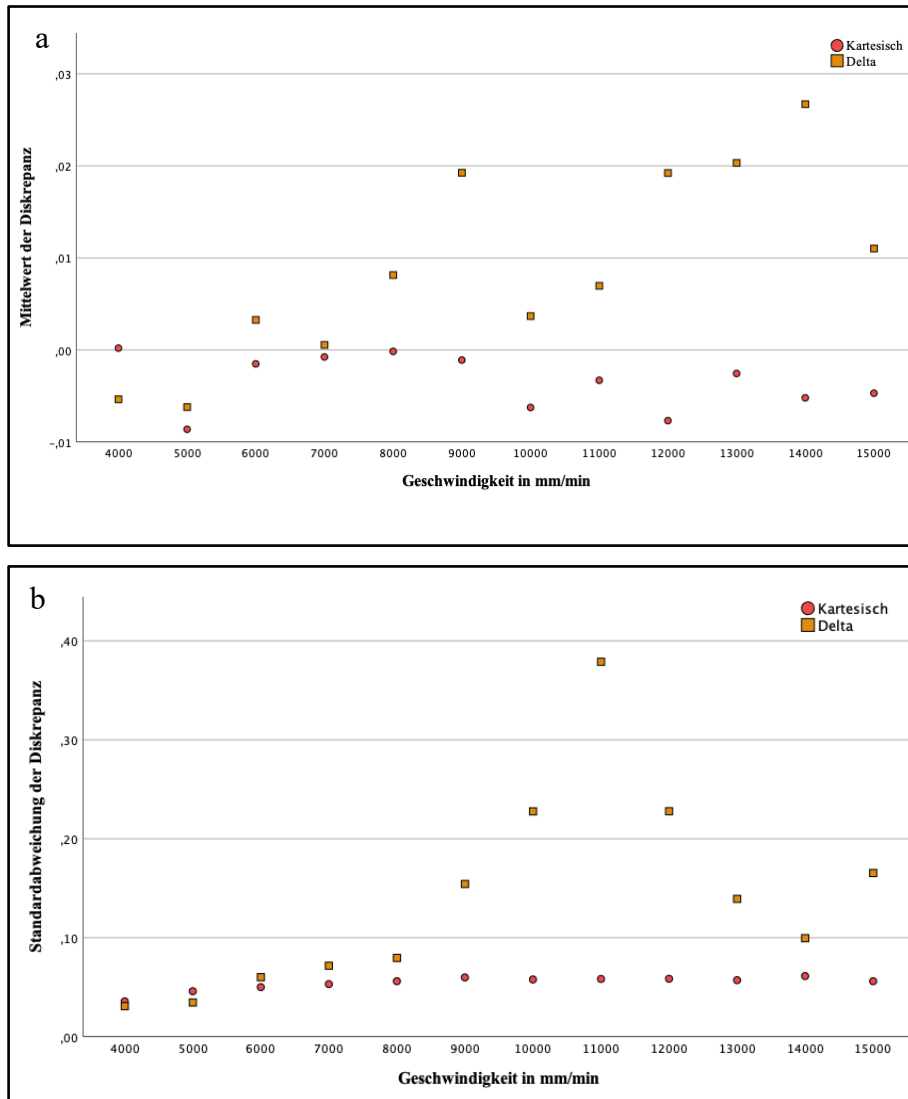 a
Kartesisch
Delta
,03
,02
,01
,00
-,01
Mittelwert der Diskrepanz
4000 5000 6000 7000 8000 9000 10000 11000 12000 13000 14000 15000
Geschwindigkeit in mm/min
b
Kartesisch
Delta
,40
,30
,20
,10
,00
Standardabweichung der Diskrepanz
4000 5000 6000 7000 8000 9000 10000 11000 12000 13000 14000 15000
Geschwindigkeit in mm/min